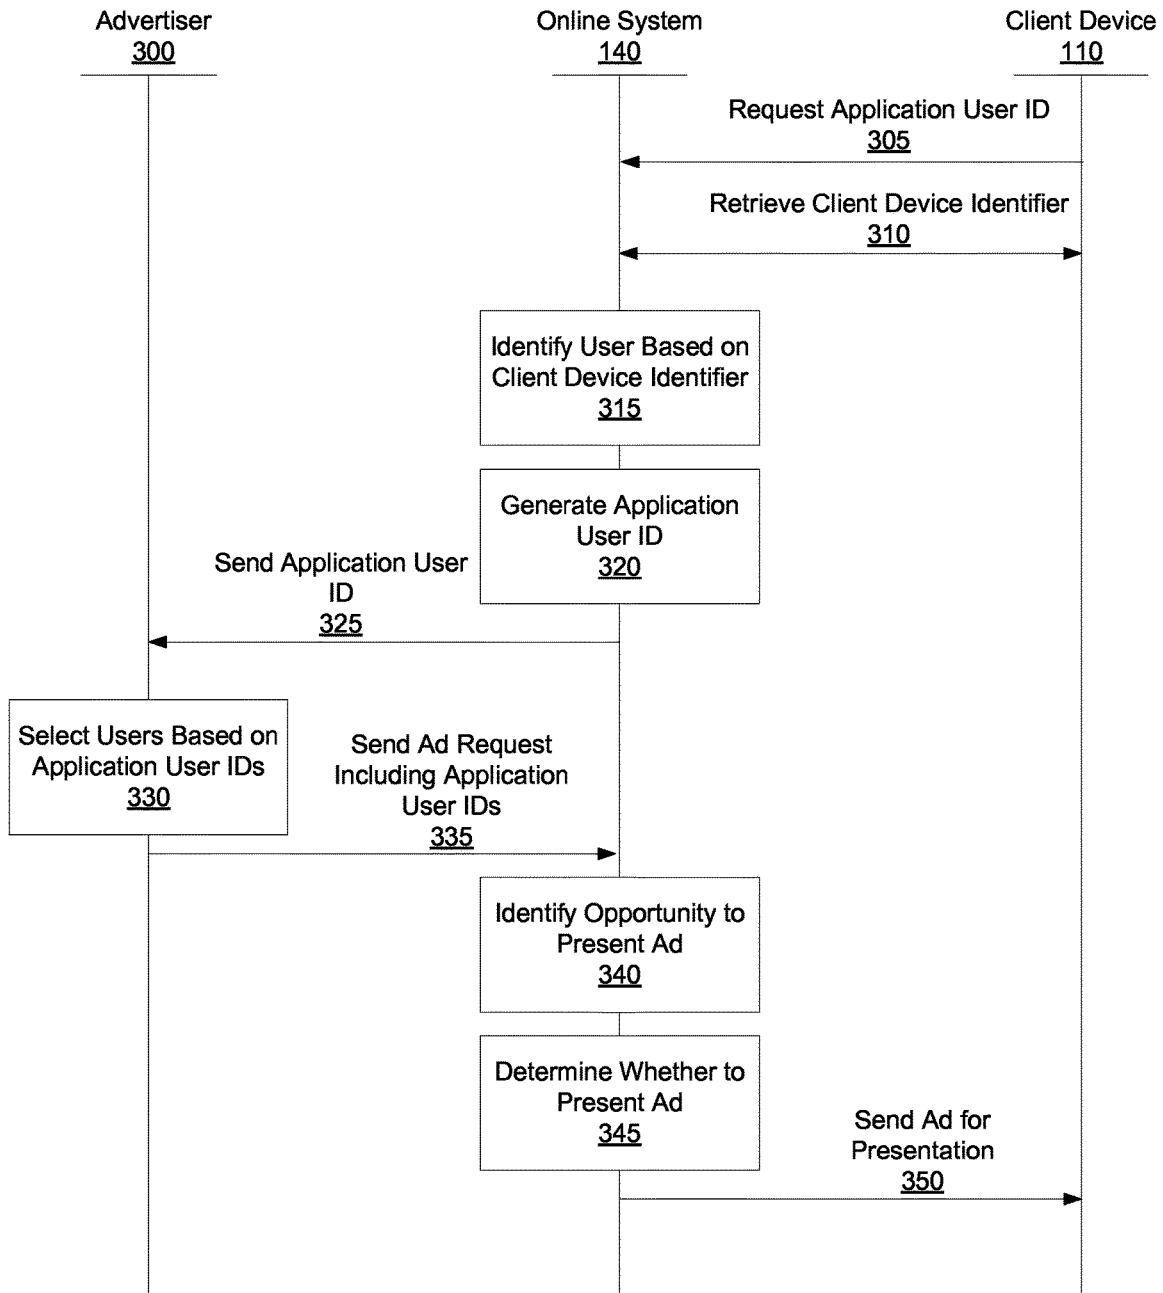 Advertiser
300
Online System
140
Client Device
110
Request Application User ID
305
Retrieve Client Device Identifier
310
Identify User Based on
Client Device Identifier
315
Generate Application
User ID
320
Send Application User
ID
325
Select Users Based on
Application User IDs
330
Send Ad Request
Including Application
User IDs
335
Identify Opportunity to
Present Ad
340
Determine Whether to
Present Ad
345
Send Ad for
Presentation
350